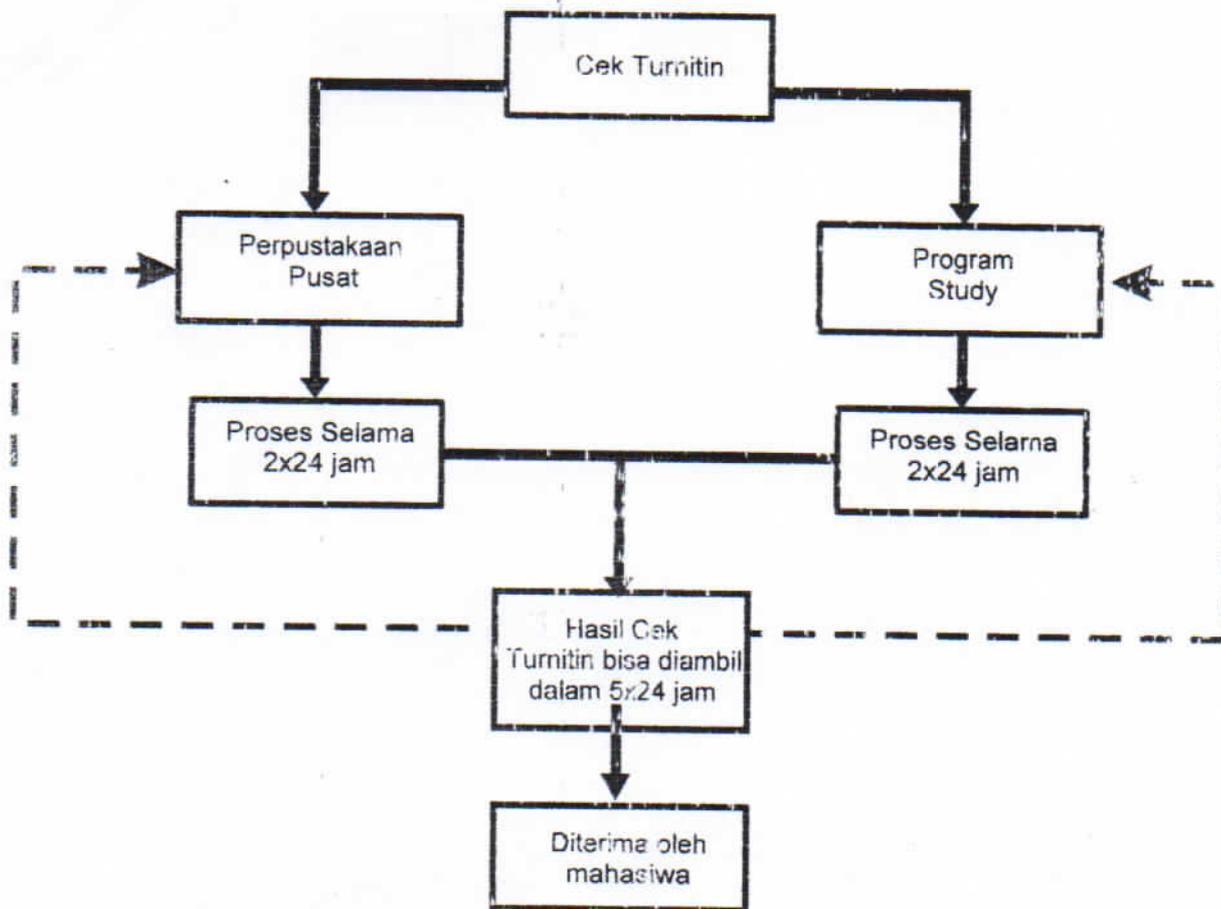 Cek Turnitin
Perpustakaan
Pusat
Program
Study
Proses Selama
2x24 jam
Proses Selama
2x24 jam
Hasil Cek
Turnitin bisa diambil
dalam 5x24 jam
Diterima oleh
mahasiwa